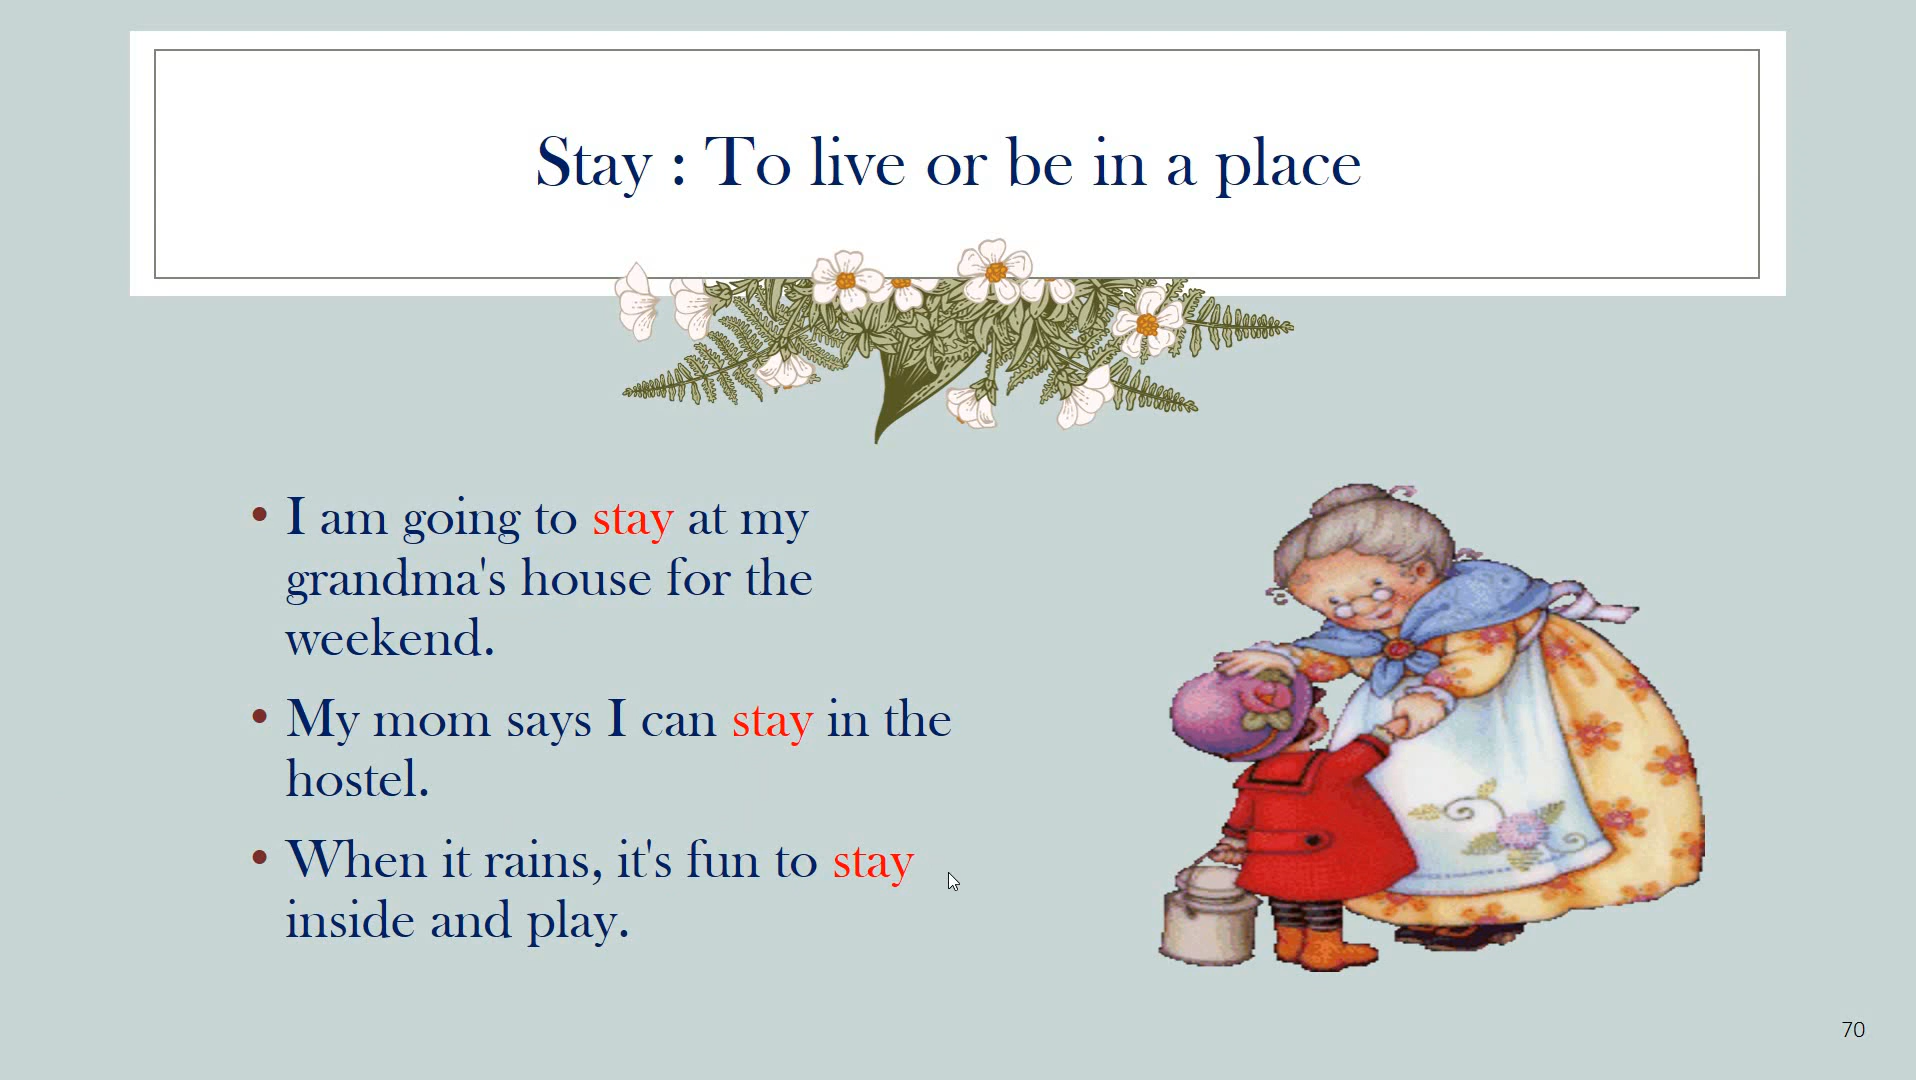 Stay : To live or be in a place
• I am going to stay at my
grandma's house for the
weekend.
• My mom says I can stay in the
hostel.
• When it rains, it's fun to stay
inside and play.
70